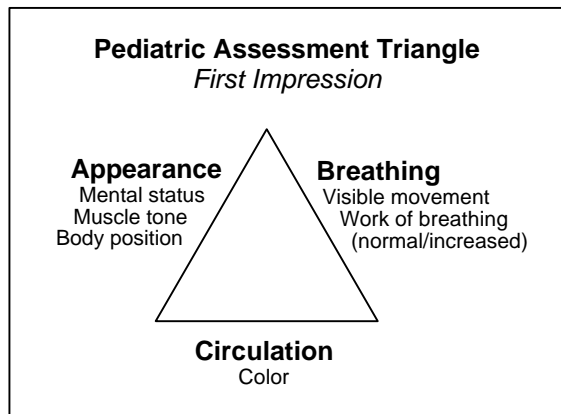 Pediatric Assessment Triangle
First Impression
Appearance
Mental status
Muscle tone
Body position
Breathing
Visible movement
Work of breathing
(normal/increased)
Circulation
Color